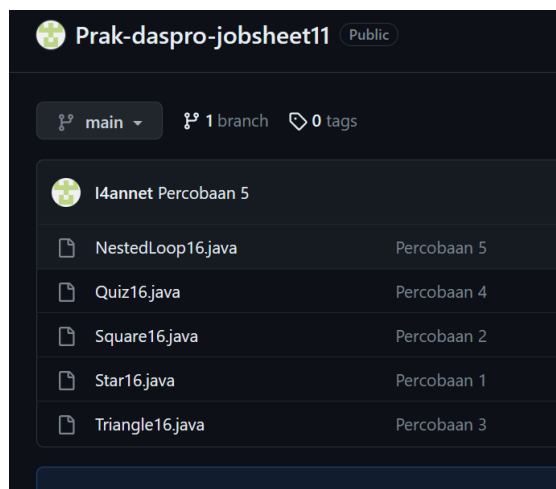 Prak-daspro-jobsheet11 Public
main 1 branch 0 tags
l4annet Percobaan 5
NestedLoop16.java Percobaan 5
Quiz16.java Percobaan 4
Square16.java Percobaan 2
Star16.java Percobaan 1
Triangle16.java Percobaan 3